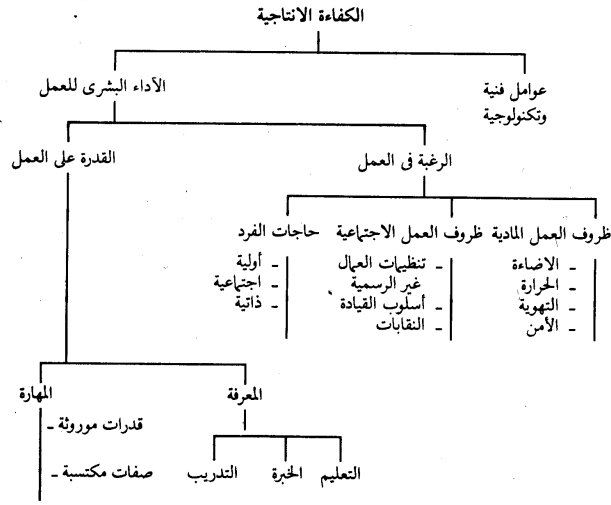 الكفاءة الانتاجية
عوامل فنية
وتكنولوجية
الآداء البشرى للعمل
الرغبة فى العمل
القدرة على العمل
ظروف العمل المادية
- الاضاءة
- الحرارة
- التهوية
- الأمن
ظروف العمل الاجتماعية
- تنظيمات العمال
غير الرسمية
- أسلوب القيادة
- النقابات
حاجات الفرد
- أولية
- اجتماعية
- ذاتية
المعرفة
المهارة
التعليم
الخبرة
التدريب
قدرات موروثة -
صفات مكتسبة -